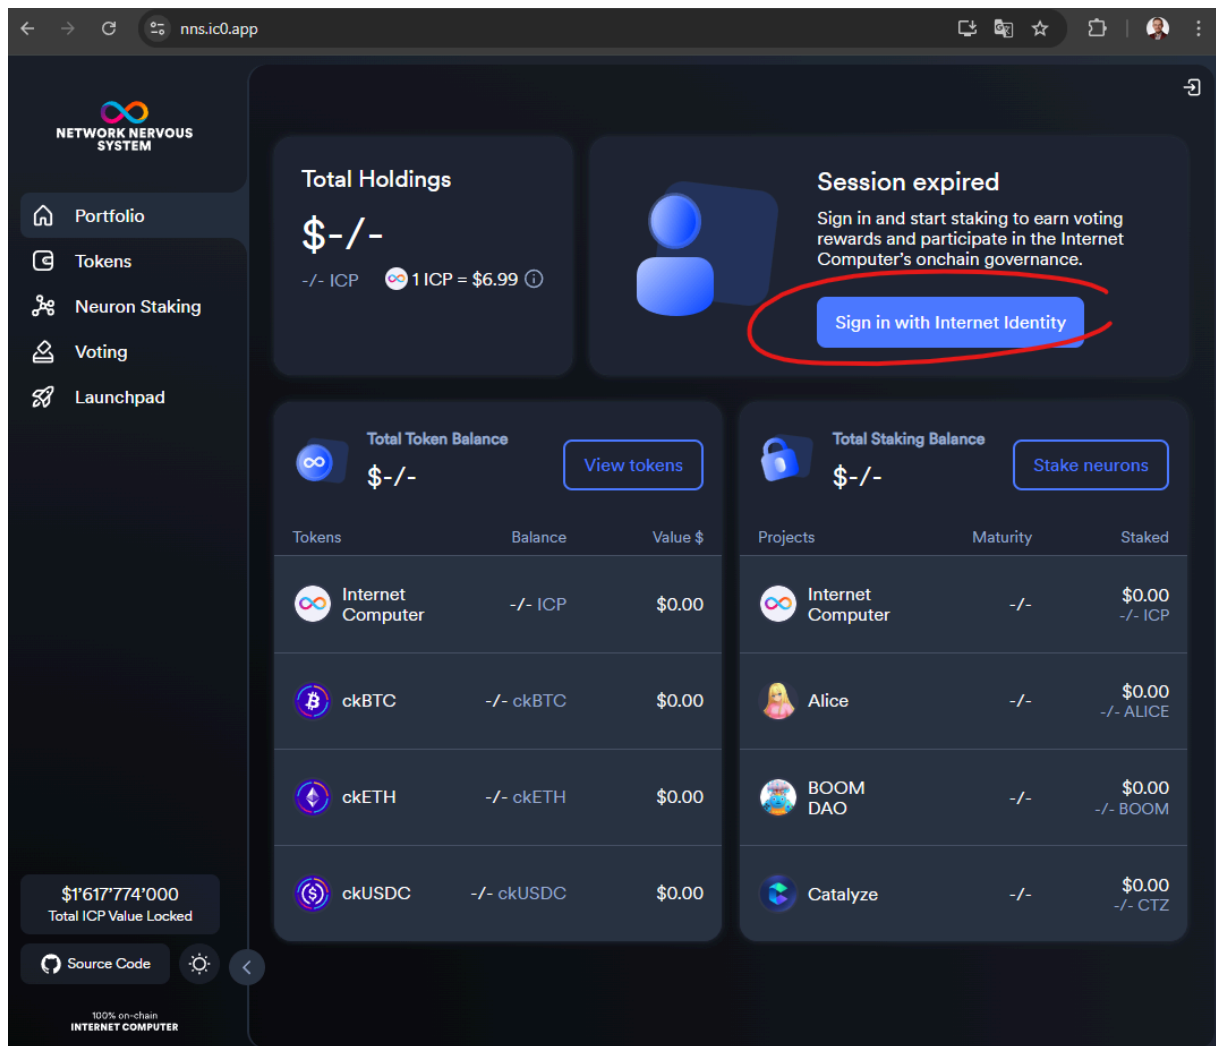 nns.ic0.app
NETWORK NERVOUS
SYSTEM
Portfolio
Tokens
Neuron Staking
Voting
Launchpad
$1'617'774'000
Total ICP Value Locked
Source Code
100% on-chain
INTERNET COMPUTER
Total Holdings
$-/-
-/- ICP
1 ICP = $6.99
Session expired
Sign in and start staking to earn voting
rewards and participate in the Internet
Computer's onchain governance.
Sign in with Internet Identity
Total Token Balance
$-/-
View tokens
Tokens Balance Value $
Internet
Computer
-/- ICP $0.00
ckBTC -/- ckBTC $0.00
ckETH -/- ckETH $0.00
ckUSDC -/- ckUSDC $0.00
Total Staking Balance
$-/-
Stake neurons
Projects Maturity Staked
Internet
Computer
-/- $0.00
-/- ICP
Alice -/- $0.00
-/- ALICE
BOOM
DAO
-/- $0.00
-/- BOOM
Catalyze -/- $0.00
-/- CTZ